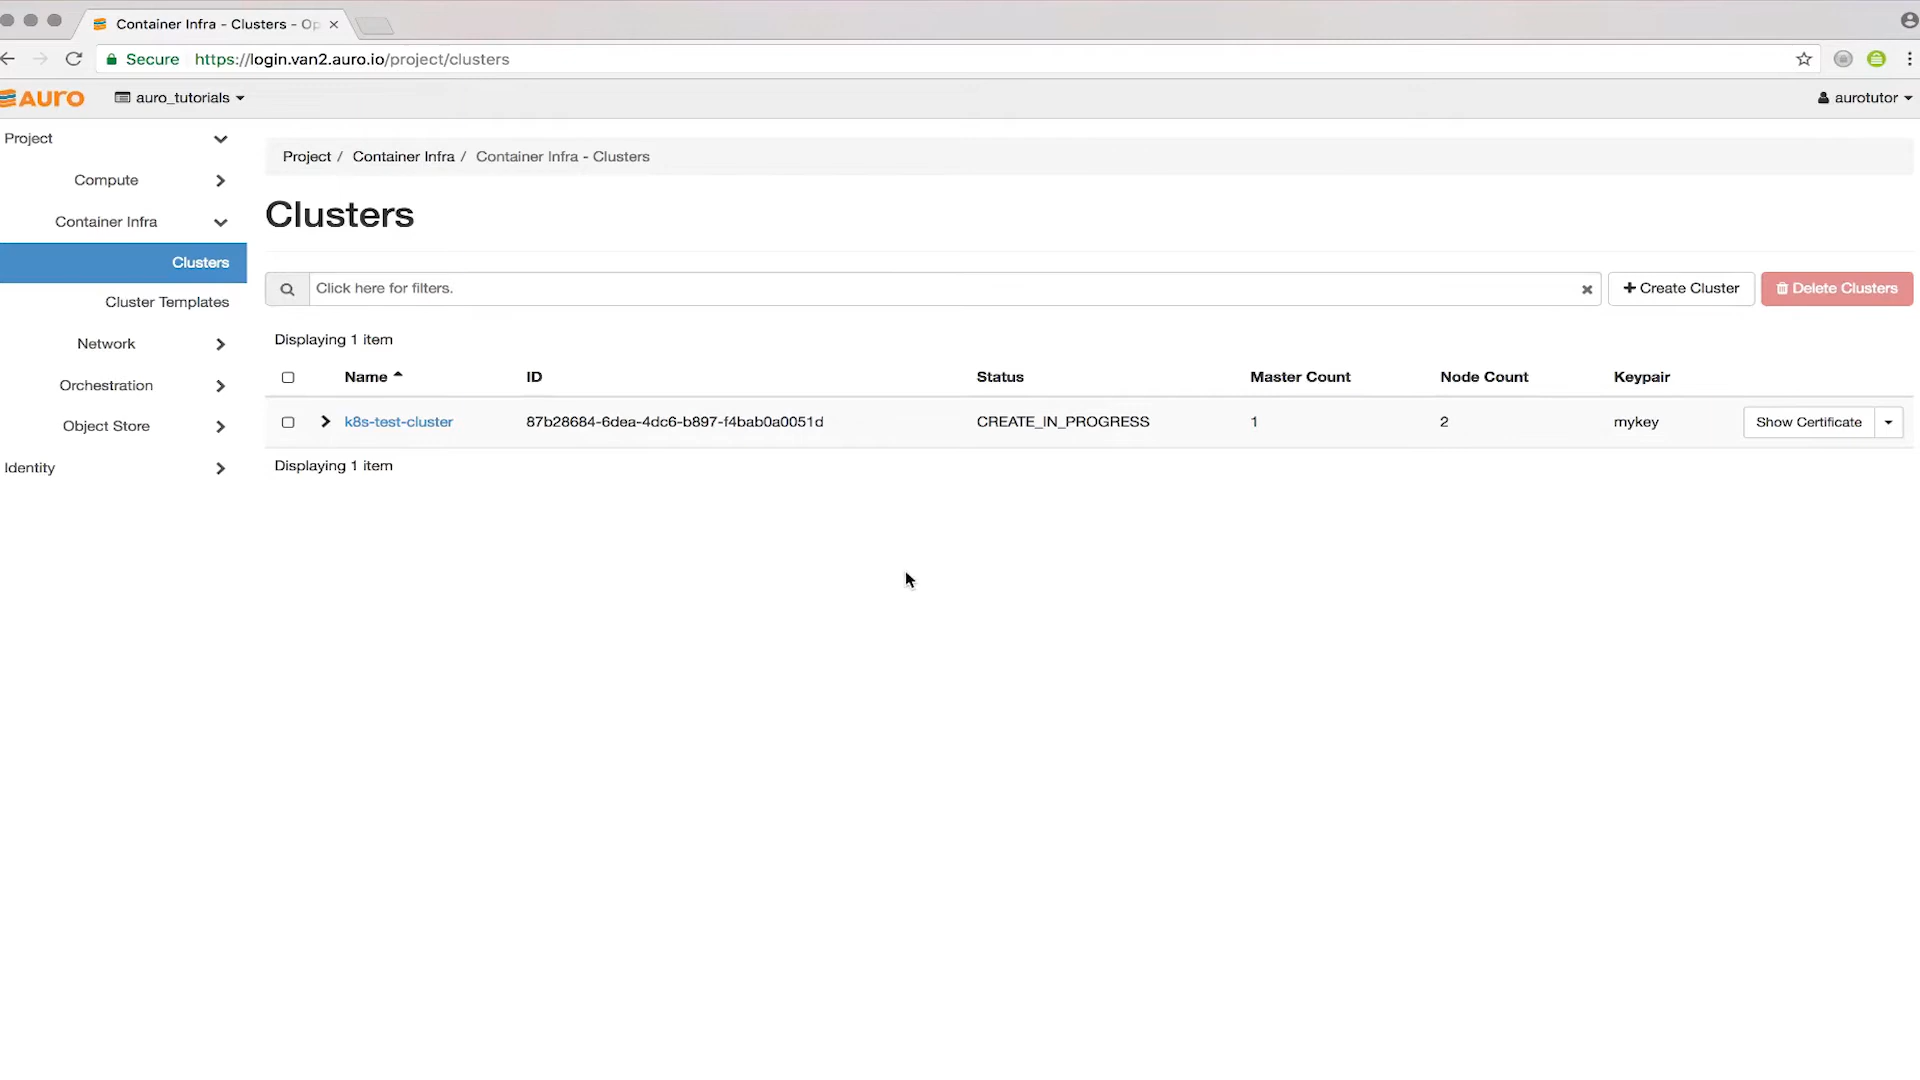 Container Infra - Clusters - Op
Secure https://login.van2.auro.io/project/clusters
AURO auro_tutorials aurotutor
Project
Compute
Container Infra
Clusters
Cluster Templates
Network
Orchestration
Object Store
Identity
Project / Container Infra / Container Infra - Clusters
Clusters
Click here for filters. Create Cluster Delete Clusters
Displaying 1 item
Name ID Status Master Count Node Count Keypair
k8s-test-cluster 87b28684-6dea-4dc6-b897-f4bab0a0051d CREATE_IN_PROGRESS 1 2 mykey Show Certificate
Displaying 1 item